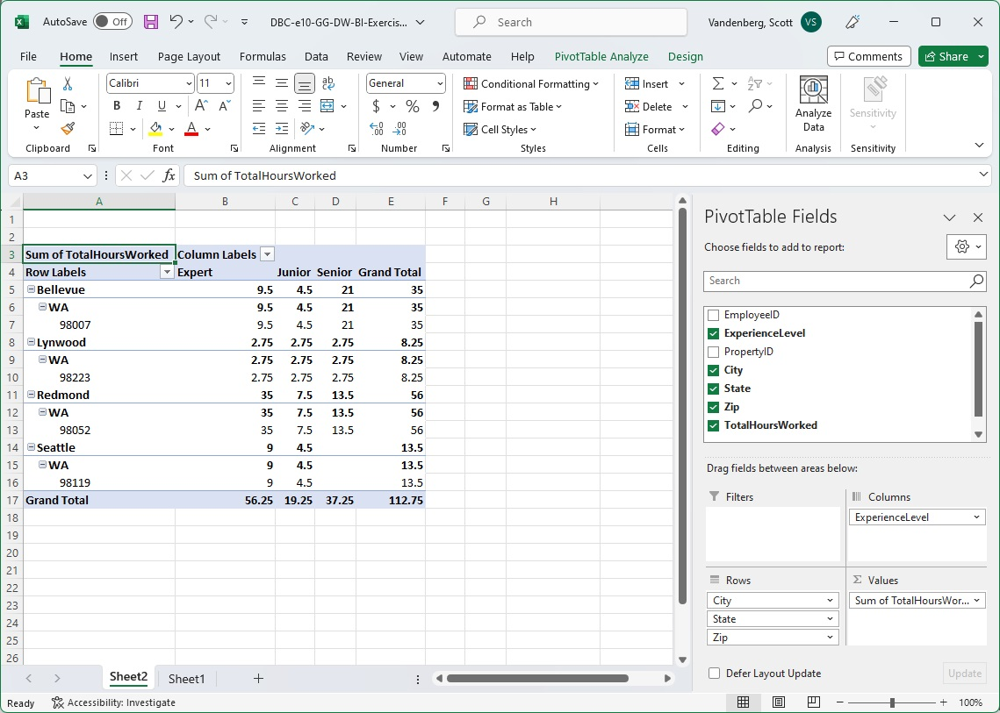 AutoSave Off DBC-e10-GG-DW-BI-Exercis... Search Vandenberg, Scott VS
File Home Insert Page Layout Formulas Data Review View Automate Help PivotTable Analyze Design Comments Share
Calibri 11 General Conditional Formatting Insert
Paste B I U A A ab $ % Format as Table Delete Analyze Data Sensitivity
A Cell Styles Format
Clipboard Font Alignment Number Styles Cells Editing Analysis Sensitivity
A3 fx Sum of TotalHoursWorked
A B C D E F G H
1
2
3 Sum of TotalHoursWorked Column Labels
4 Row Labels Expert Junior Senior Grand Total
5 Bellevue 9.5 4.5 21 35
6 WA 9.5 4.5 21 35
7 98007 9.5 4.5 21 35
8 Lynwood 2.75 2.75 2.75 8.25
9 WA 2.75 2.75 2.75 8.25
10 98223 2.75 2.75 2.75 8.25
11 Redmond 35 7.5 13.5 56
12 WA 35 7.5 13.5 56
13 98052 35 7.5 13.5 56
14 Seattle 9 4.5 13.5
15 WA 9 4.5 13.5
16 98119 9 4.5 13.5
17 Grand Total 56.25 19.25 37.25 112.75
18
19
20
21
22
23
24
25
26
PivotTable Fields
Choose fields to add to report:
Search
EmployeeID
ExperienceLevel
PropertyID
City
State
Zip
TotalHoursWorked
Drag fields between areas below:
Filters Columns
ExperienceLevel
Rows Σ Values
City Sum of TotalHoursWor...
State
Zip
Defer Layout Update Update
Sheet2 Sheet1
Ready Accessibility: Investigate 100%